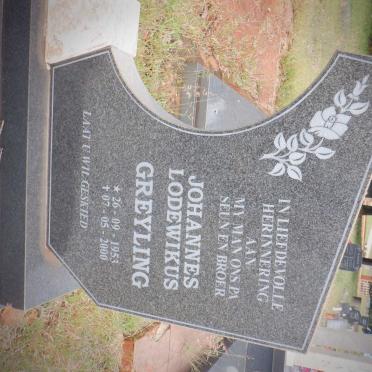 IN LIEFDEVOLLE
HERINNERING
AAN
MY MAN, ONS PA
SEUN EN BROER
JOHANNES
LODEWIKUS
GREYLING
★ 26 - 09 - 1953
✝ 07 - 05 - 2000
LAAT U WIL GESKIED